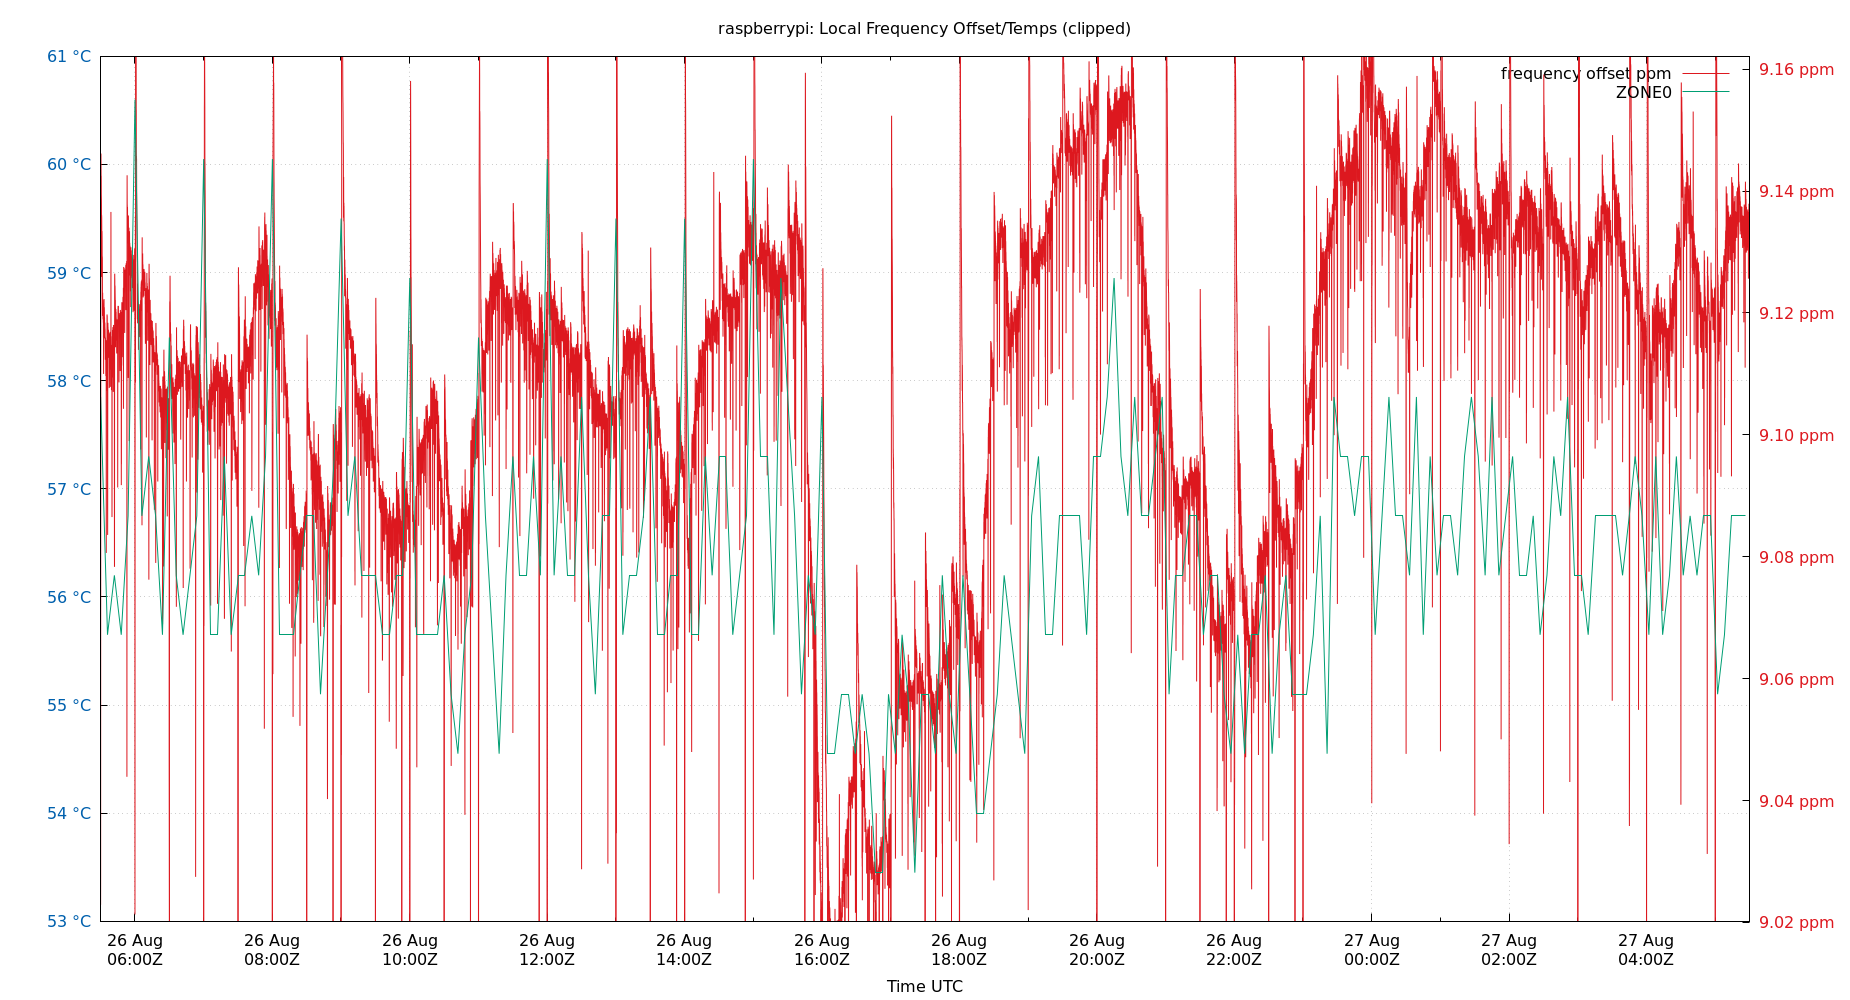 raspberrypi: Local Frequency Offset/Temps (clipped)
61 °C
60 °C
59 °C
58 °C
57 °C
56 °C
55 °C
54 °C
53 °C
9.16 ppm
9.14 ppm
9.12 ppm
9.10 ppm
9.08 ppm
9.06 ppm
9.04 ppm
9.02 ppm
frequency offset ppm
ZONE0
26 Aug 26 Aug 26 Aug 26 Aug 26 Aug 26 Aug 26 Aug 26 Aug 26 Aug 27 Aug 27 Aug 27 Aug
06:00Z 08:00Z 10:00Z 12:00Z 14:00Z 16:00Z 18:00Z 20:00Z 22:00Z 00:00Z 02:00Z 04:00Z
Time UTC